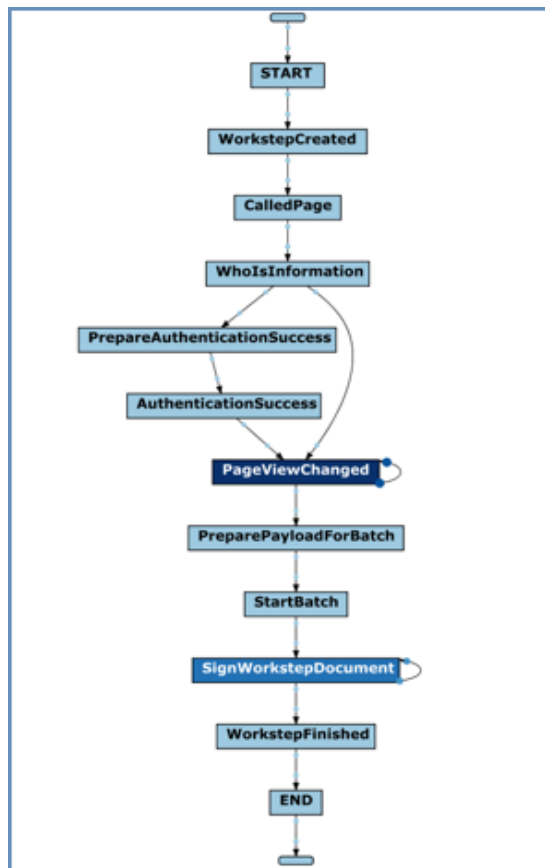 START
WorkstepCreated
CalledPage
WhoIsInformation
PrepareAuthenticationSuccess
AuthenticationSuccess
PageViewChanged
PreparePayloadForBatch
StartBatch
SignWorkstepDocument
WorkstepFinished
END